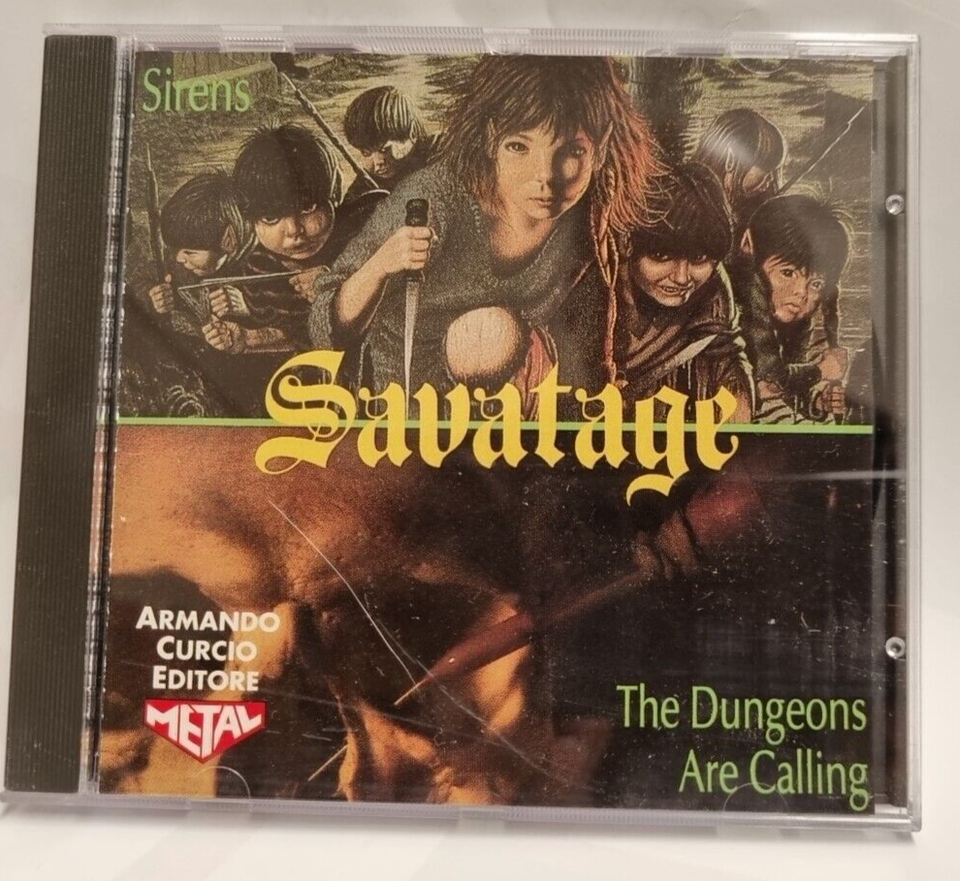 Sirens
Savatage
ARMANDO
CURCIO
EDITORE
METAL
The Dungeons
Are Calling